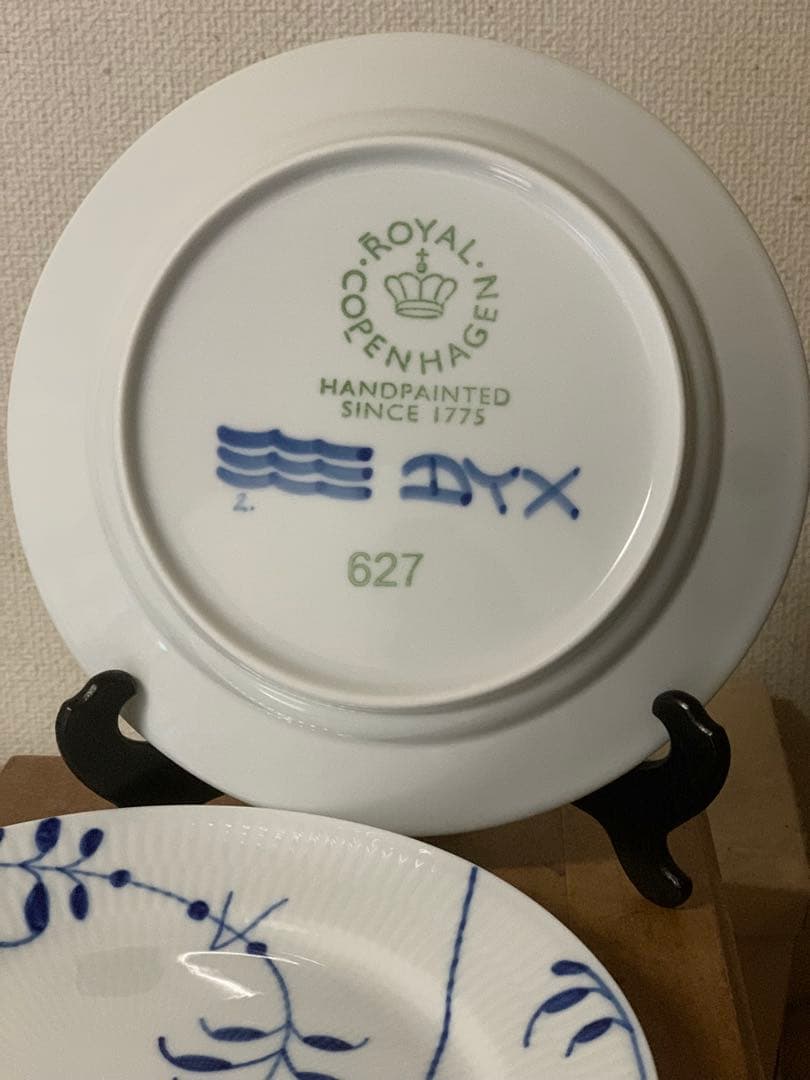 ROYAL · COPENHAGEN ·
HANDPAINTED
SINCE 1775
DYX
2.
627